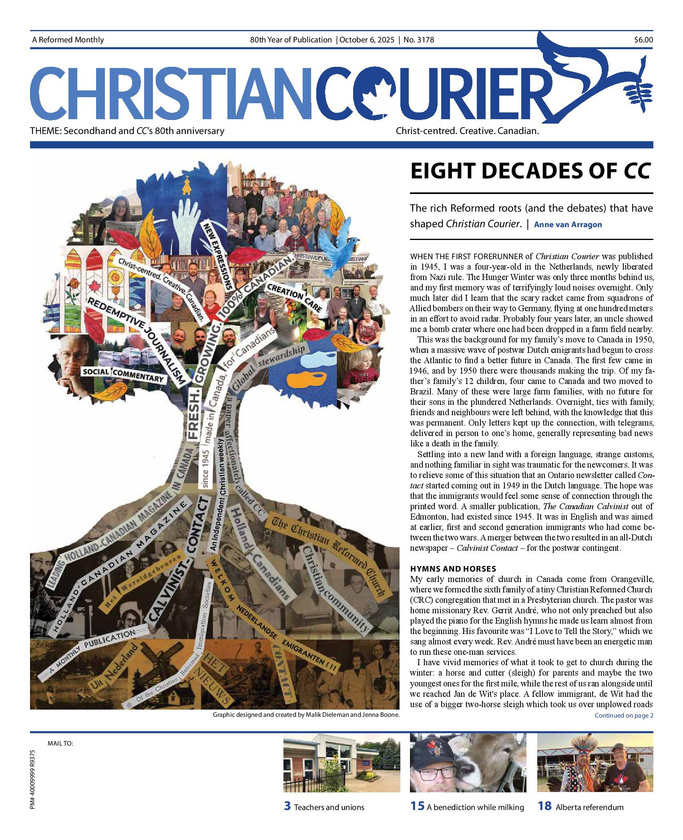 A Reformed Monthly
80th Year of Publication | October 6, 2025 | No. 3178
$6.00
CHRISTIANCOURIER
THEME: Secondhand and CC's 80th anniversary
Christ-centred. Creative. Canadian.
EIGHT DECADES OF CC
The rich Reformed roots (and the debates) that have
shaped Christian Courier. | Anne van Arragon
WHEN THE FIRST FORERUNNER of Christian Courier was published
in 1945, I was a four-year-old in the Netherlands, newly liberated
from Nazi rule. The Hunger Winter was only three months behind us,
and my first memory was of terrifyingly loud noises overnight. Only
much later did I learn that the scary racket came from squadrons of
Allied bombers on their way to Germany, flying at one hundred meters
in an effort to avoid radar. Probably four years later, an uncle showed
me a bomb crater where one had been dropped in a farm field nearby.
This was the background for my family's move to Canada in 1950,
when a massive wave of postwar Dutch emigrants had begun to cross
the Atlantic to find a better future in Canada. The first few came in
1946, and by 1950 there were thousands making the trip. Of my fa-
ther's family's 12 children, four came to Canada and two moved to
Brazil. Many of these were large farm families, with no future for
their sons in the plundered Netherlands. Overnight, ties with family,
friends and neighbours were left behind, with the knowledge that this
was permanent. Only letters kept up the connection, with telegrams,
delivered in person to one's home, generally representing bad news
like a death in the family.
Settling into a new land with a foreign language, strange customs,
and nothing familiar in sight was traumatic for the newcomers. It was
to relieve some of this situation that an Ontario newsletter called Con-
tact started coming out in 1949 in the Dutch language. The hope was
that the immigrants would feel some sense of connection through the
printed word. A smaller publication, The Canadian Calvinist out of
Edmonton, had existed since 1945. It was in English and was aimed
at earlier, first and second generation immigrants who had come be-
tween the two wars. A merger between the two resulted in an all-Dutch
newspaper – Calvinist Contact – for the postwar contingent.
HYMNS AND HORSES
My early memories of church in Canada come from Orangeville,
where we formed the sixth family of a tiny Christian Reformed Church
(CRC) congregation that met in a Presbyterian church. The pastor was
home missionary Rev. Gerrit André, who not only preached but also
played the piano for the English hymns he made us learn almost from
the beginning. His favourite was "I Love to Tell the Story," which we
sang almost every week. Rev. André must have been an energetic man
to run these one-man services.
I have vivid memories of what it took to get to church during the
winter: a horse and cutter (sleigh) for parents and maybe the two
youngest ones for the first mile, while the rest of us ran alongside until
we reached Jan de Wit's place. A fellow immigrant, de Wit had the
use of a bigger two-horse sleigh which took us over unplowed roads
Continued on page 2
NEW EXPRESSIONS
Christ-centred. Creative. Canadian.
100% CANADIAN.
CREATION CARE
REDEMPTIVE JOURNALISM
SOCIAL COMMENTARY
FRESH. GROWING.
since 1945
made in Canada, for Canadians
Global stewardship
affectionately called CC
An independent Christian weekly
LEADING HOLLAND-CANADIAN MAGAZINE IN CANADA
HOLLAND-CANADIAN MAGAZINE
Het Wereldgebeuren
CALVINIST CONTACT
Holland Canadians
The Christian Reformed Church
Christian community
WELKOM NEDERLANDSE EMIGRANTEN!!!
A MONTHLY PUBLICATION
Uit Nederland
HET NIEUWS
CONTACT
Graphic designed and created by Malik Dieleman and Jenna Boone.
MAIL TO:
PM# 40009999 R9375
3 Teachers and unions
15 A benediction while milking
18 Alberta referendum